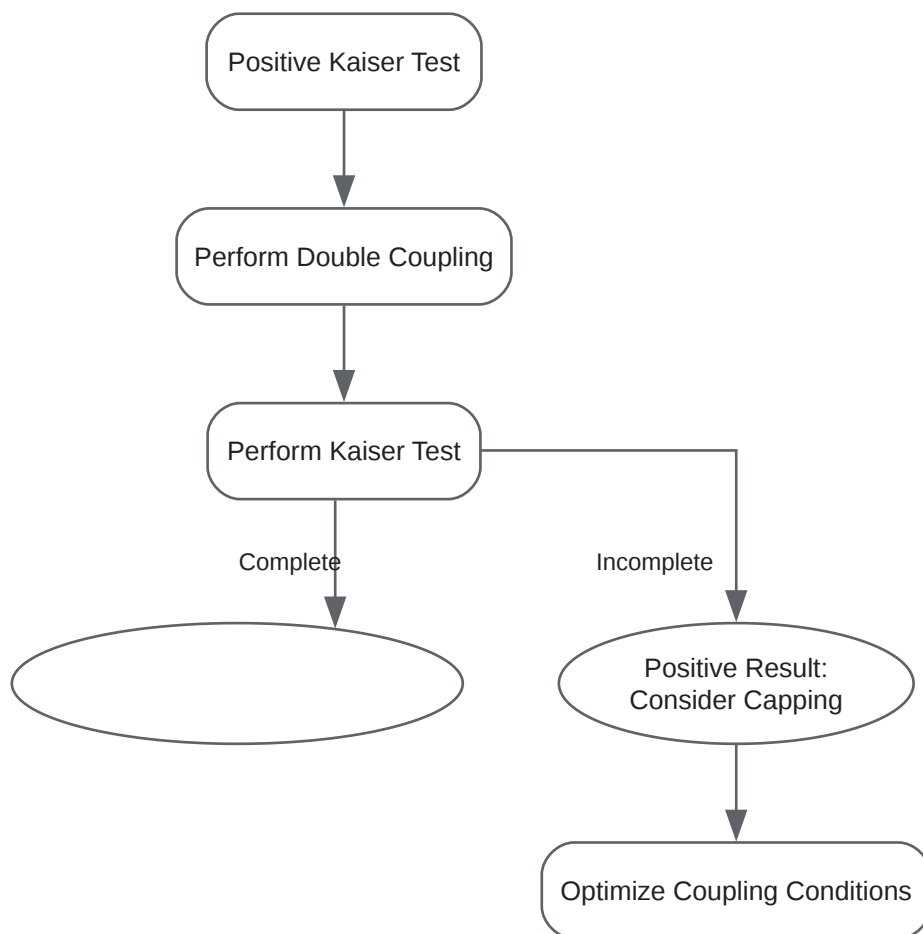 Positive Kaiser Test
Perform Double Coupling
Perform Kaiser Test
Complete
Incomplete
Positive Result:
Consider Capping
Optimize Coupling Conditions